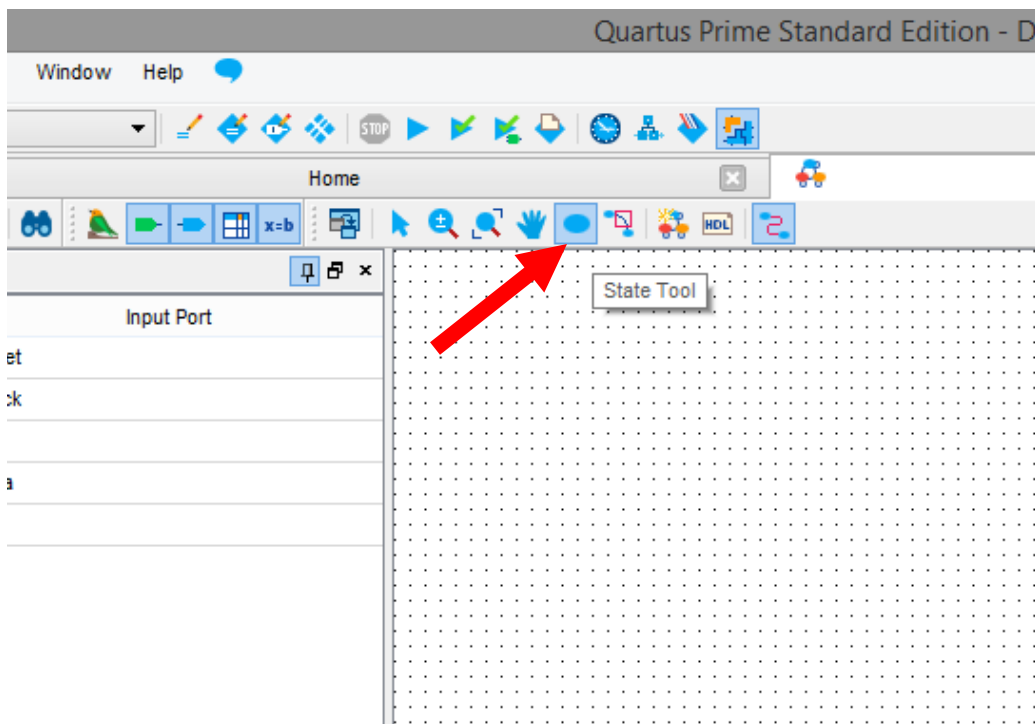 Quartus Prime Standard Edition - D
Window Help
STOP
Home
x=b
HDL
State Tool
Input Port
et
ck
a